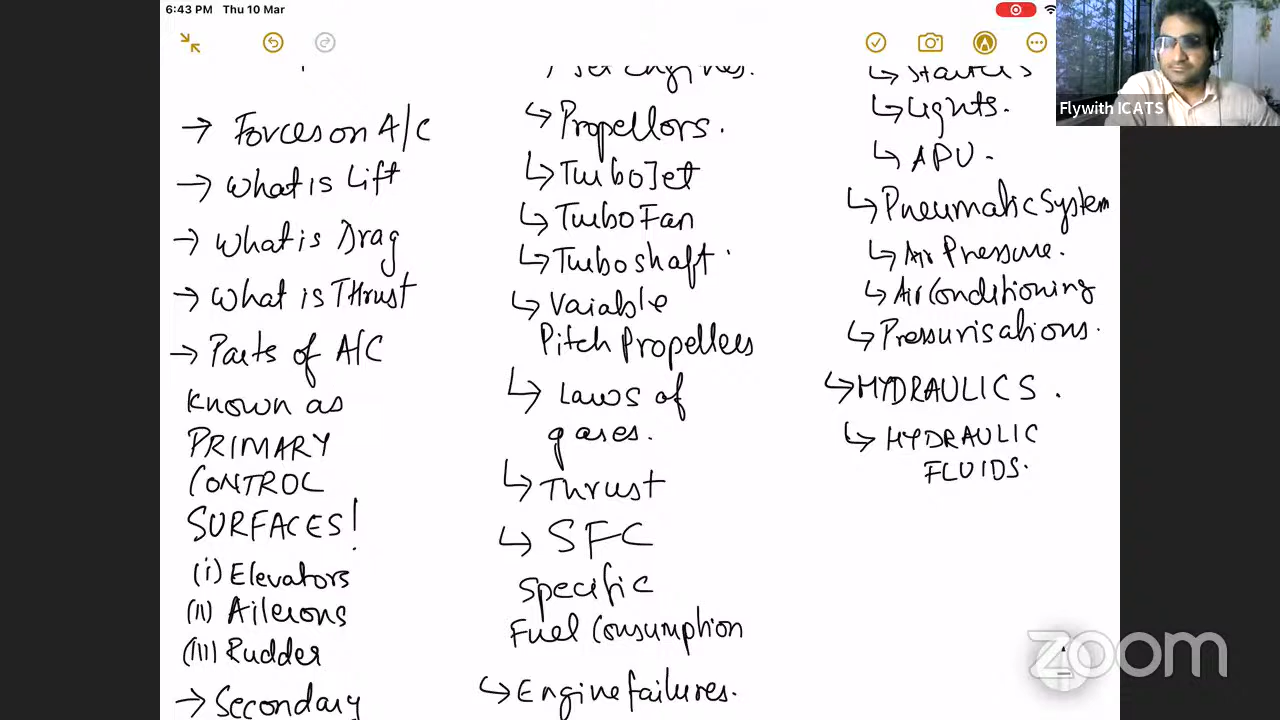 6:43 PM Thu 10 Mar
→ Forces on A/C
→ What is Lift
→ What is Drag
→ What is Thrust
→ Parts of A/C
Known as
PRIMARY
CONTROL
SURFACES!
(i) Elevators
(ii) Ailerons
(iii) Rudder
→ Secondary
Jet engines.
↳ Propellors.
↳ TurboJet
↳ TurboFan
↳ Turboshaft
↳ Vaiable
Pitch Propellers
↳ Laws of
gases.
↳ Thrust
↳ SFC
Specific
Fuel Consumption
↳ Engine failures.
↳ Lights.
↳ APU.
↳ Pneumatic System
↳ Air Pressure.
↳ Air Conditioning
↳ Pressurisations.
↳ HYDRAULICS.
↳ HYDRAULIC
FLUIDS.
Flywith ICATS
zoom